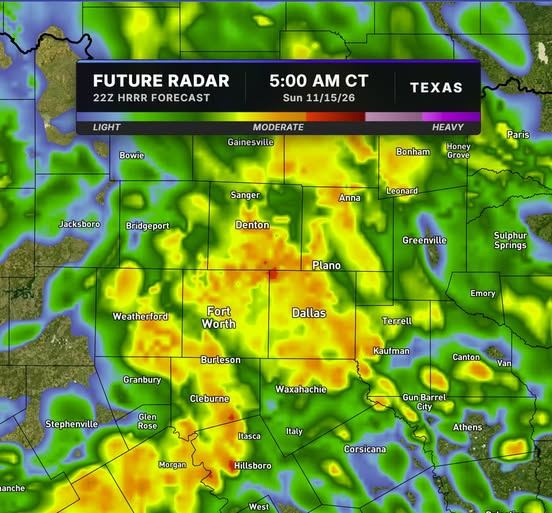 FUTURE RADAR
22Z HRRR FORECAST
5:00 AM CT
Sun 11/15/26
TEXAS
LIGHT
MODERATE
HEAVY
Paris
Gainesville
Bowie
Bonham
Honey
Grove
Sanger
Leonard
Anna
Jacksboro
Bridgeport
Denton
Greenville
Sulphur
Springs
Plano
Emory
Weatherford
Fort
Worth
Dallas
Terrell
Kaufman
Burleson
Canton
Van
Granbury
Waxahachie
Cleburne
Gun Barrel
City
Stephenville
Glen
Rose
Itasca
Italy
Athens
Corsicana
Morgan
Hillsboro
anche
West